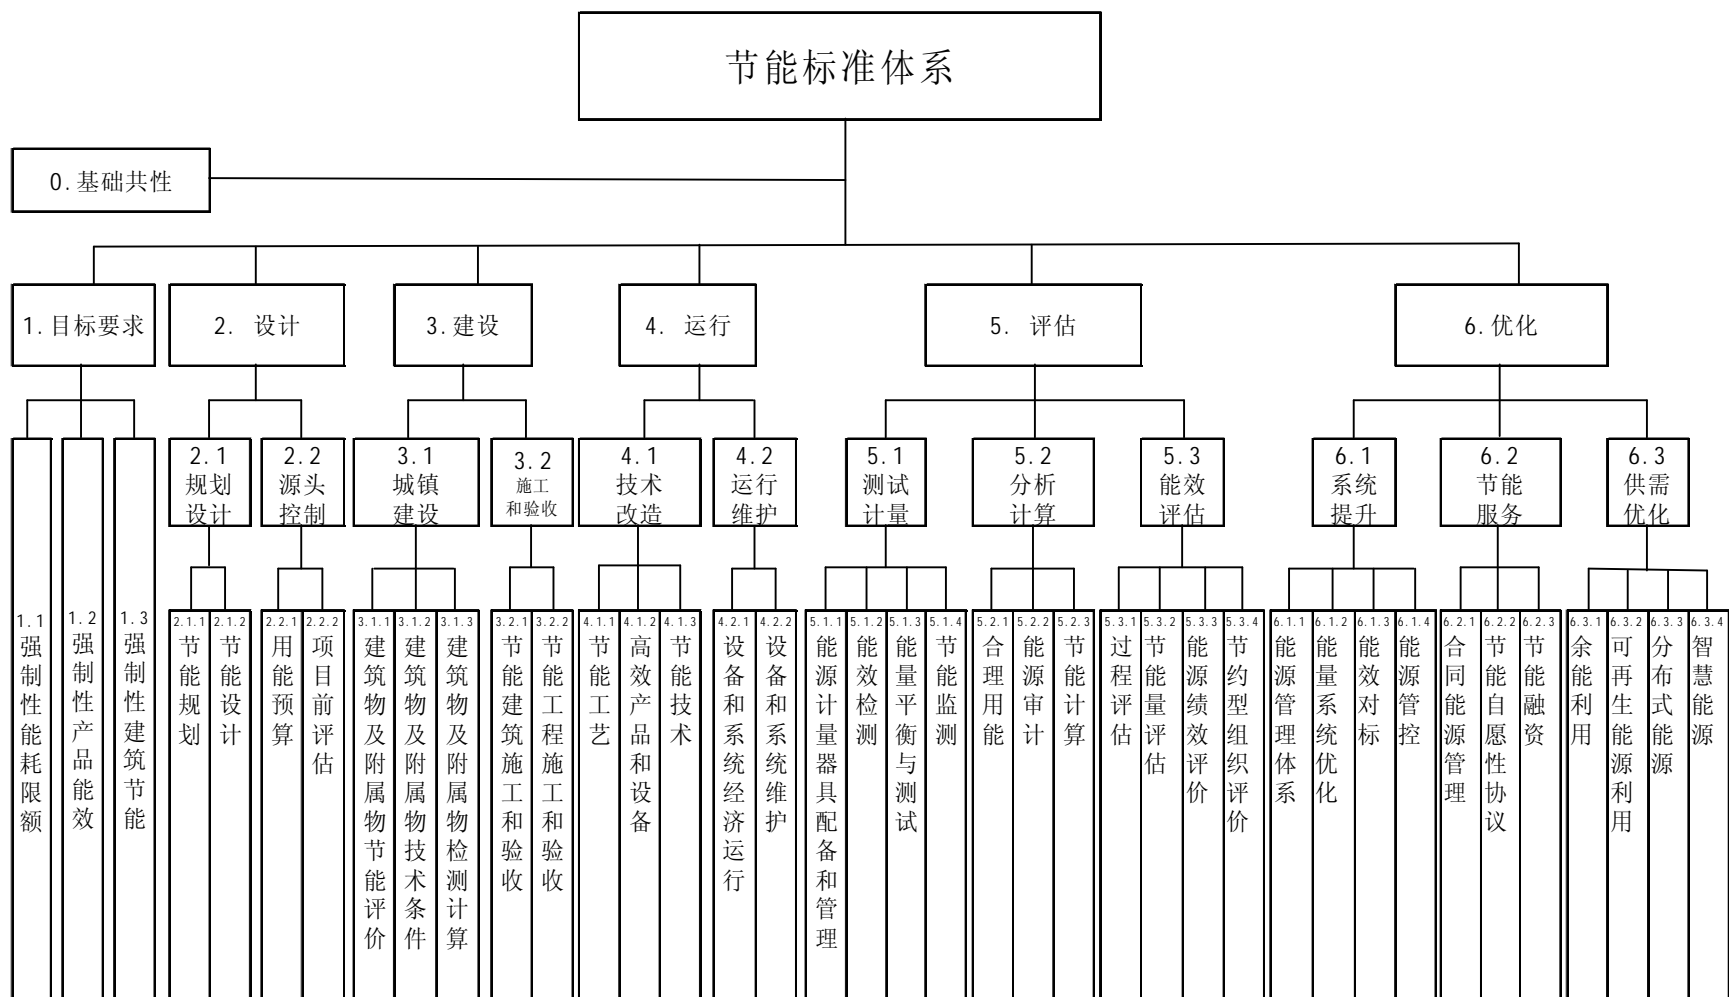 节能标准体系
0.基础共性
1.目标要求
2. 设计
3.建设
4. 运行
5. 评估
6.优化
1.1
强制性能耗限额
1.2
强制性产品能效
1.3
强制性建筑节能
2.1
规划
设计
2.2
源头
控制
3.1
城镇
建设
3.2
施工
和验收
4.1
技术
改造
4.2
运行
维护
5.1
测试
计量
5.2
分析
计算
5.3
能效
评估
6.1
系统
提升
6.2
节能
服务
6.3
供需
优化
2.1.1
节能规划
2.1.2
节能设计
2.2.1
用能预算
2.2.2
项目前评估
3.1.1
建筑物及附属物节能评价
3.1.2
建筑物及附属物技术条件
3.1.3
建筑物及附属物检测计算
3.2.1
节能建筑施工和验收
3.2.2
节能工程施工和验收
4.1.1
节能工艺
4.1.2
高效产品和设备
4.1.3
节能技术
4.2.1
设备和系统经济运行
4.2.2
设备和系统维护
5.1.1
能源计量器具配备和管理
5.1.2
能效检测
5.1.3
能量平衡与测试
5.1.4
节能监测
5.2.1
合理用能
5.2.2
能源审计
5.2.3
节能计算
5.3.1
过程评估
5.3.2
节能量评估
5.3.3
能源绩效评价
5.3.4
节约型组织评价
6.1.1
能源管理体系
6.1.2
能量系统优化
6.1.3
能效对标
6.1.4
能源管控
6.2.1
合同能源管理
6.2.2
节能自愿性协议
6.2.3
节能融资
6.3.1
余能利用
6.3.2
可再生能源利用
6.3.3
分布式能源
6.3.4
智慧能源